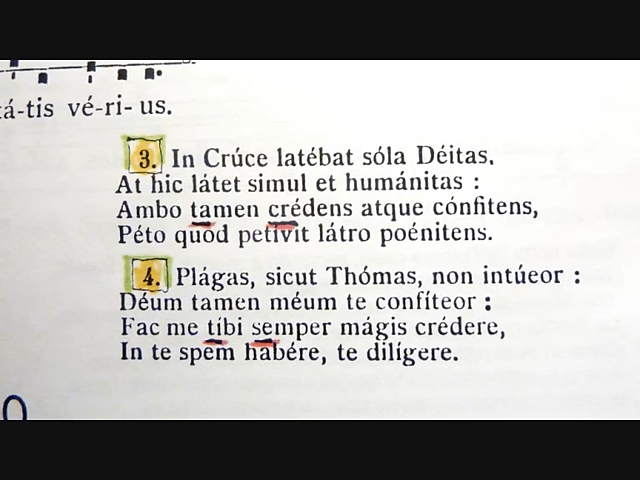 tá-tis vé-ri-us.
3. In Crúce latébat sóla Déitas,
At hic látet simul et humánitas :
Ambo tamen crédens atque cónfitens,
Péto quod petívit látro poénitens.
4. Plágas, sicut Thómas, non intúeor :
Déum tamen méum te confíteor :
Fac me tíbi semper mágis crédere,
In te spem habére, te dilígere.